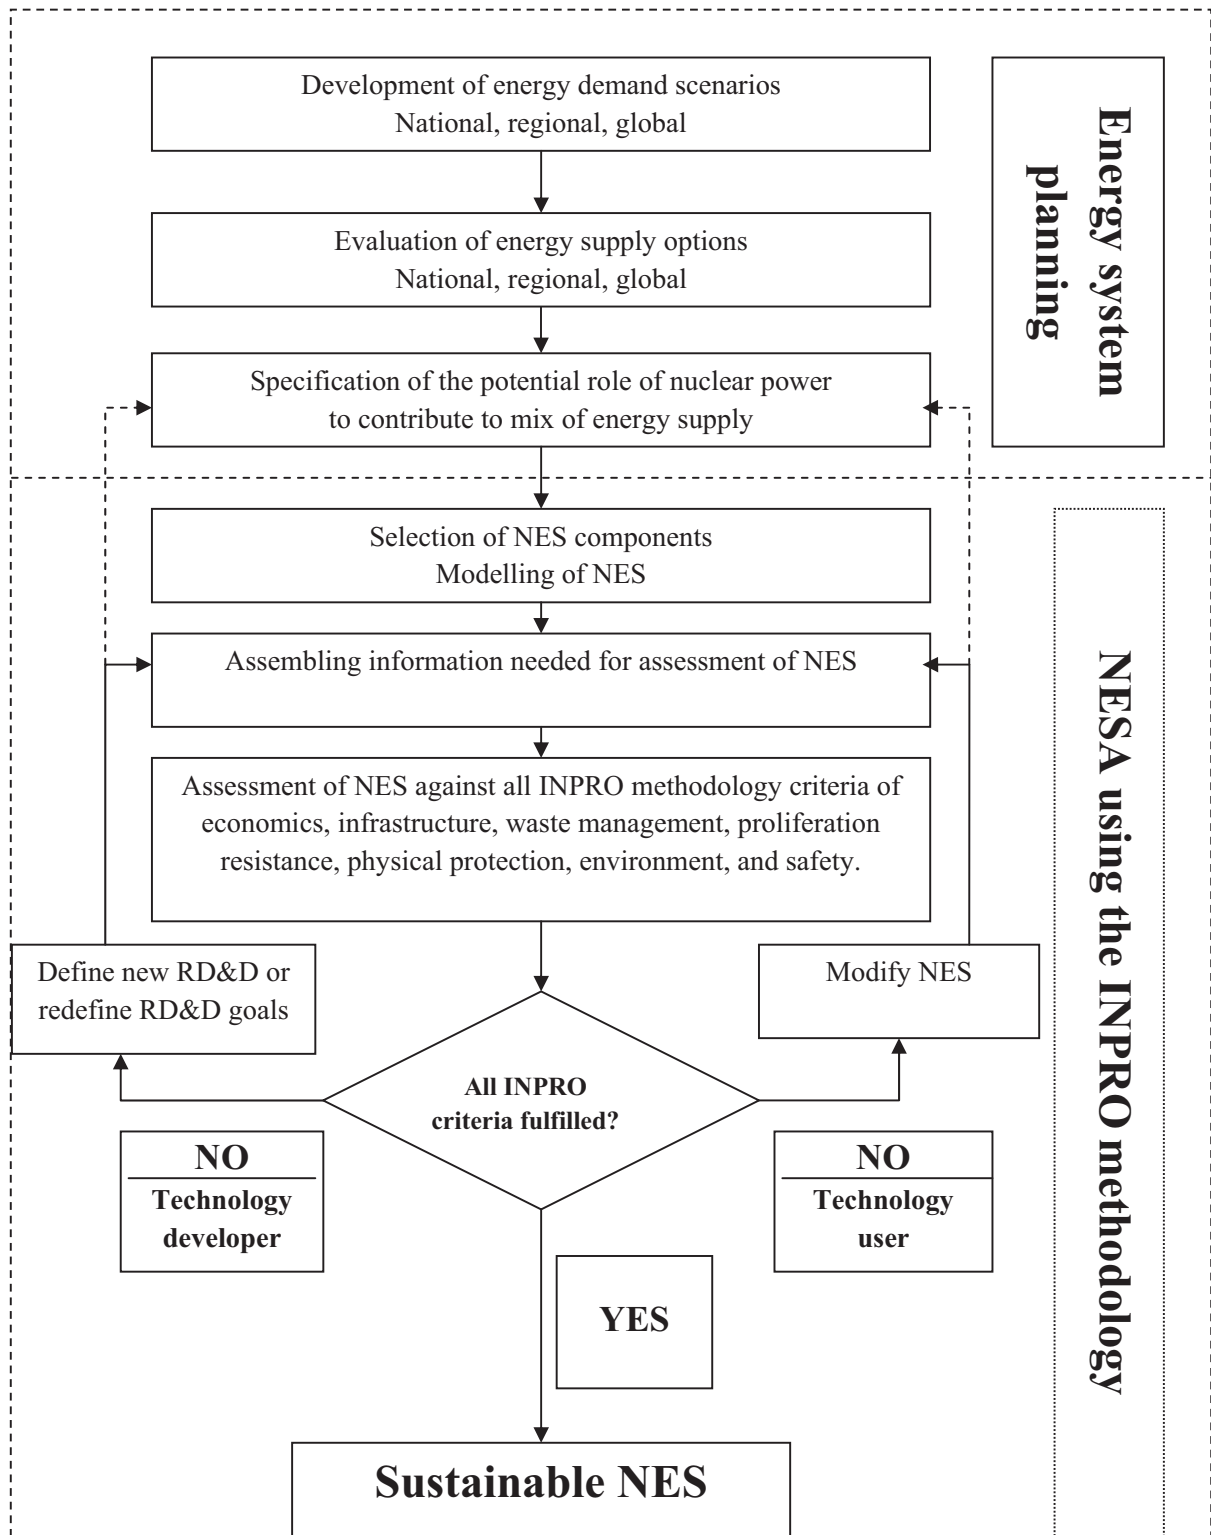 Development of energy demand scenarios
National, regional, global
Energy system
planning
Evaluation of energy supply options
National, regional, global
Specification of the potential role of nuclear power
to contribute to mix of energy supply
Selection of NES components
Modelling of NES
NESA using the INPRO methodology
Assembling information needed for assessment of NES
Assessment of NES against all INPRO methodology criteria of
economics, infrastructure, waste management, proliferation
resistance, physical protection, environment, and safety.
Define new RD&D or
redefine RD&D goals
Modify NES
All INPRO
criteria fulfilled?
NO
Technology
developer
NO
Technology
user
YES
Sustainable NES